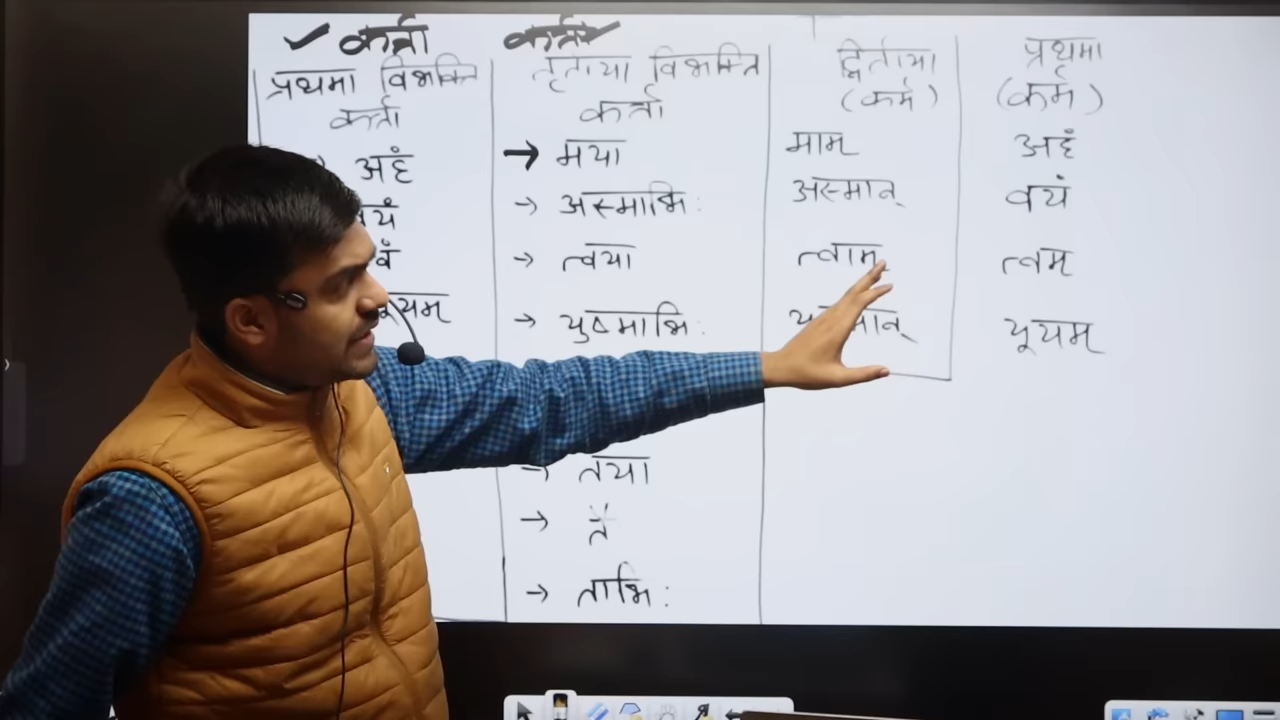 कर्त्ता
कर्त्ता
प्रथमा विभक्ति
कर्त्ता
अहं
यूयम्
तृतीया विभक्ति
कर्त्ता
मया
अस्माभि:
त्वया
युष्माभि:
तया
तै
ताभि:
द्वितीया
(कर्म)
माम्
अस्मान्
त्वाम्
प्रथमा
(कर्म)
अहं
वयं
त्वम्
यूयम्